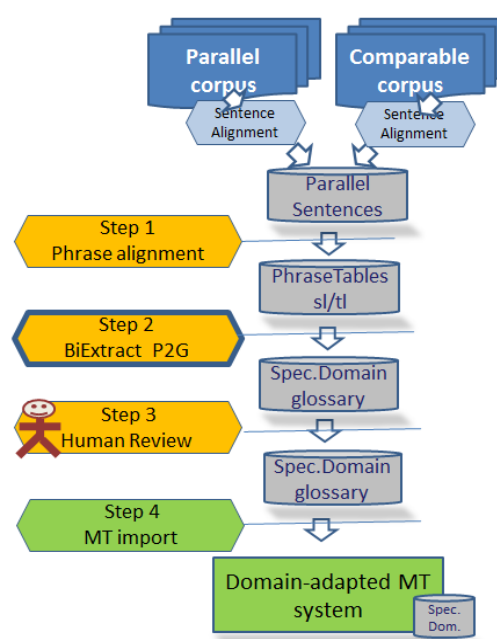 Parallel
corpus
Comparable
corpus
Sentence
Alignment
Sentence
Alignment
Parallel
Sentences
Step 1
Phrase alignment
PhraseTables
sl/tl
Step 2
BiExtract P2G
Spec.Domain
glossary
Step 3
Human Review
Spec.Domain
glossary
Step 4
MT import
Domain-adapted MT
system
Spec.
Dom.